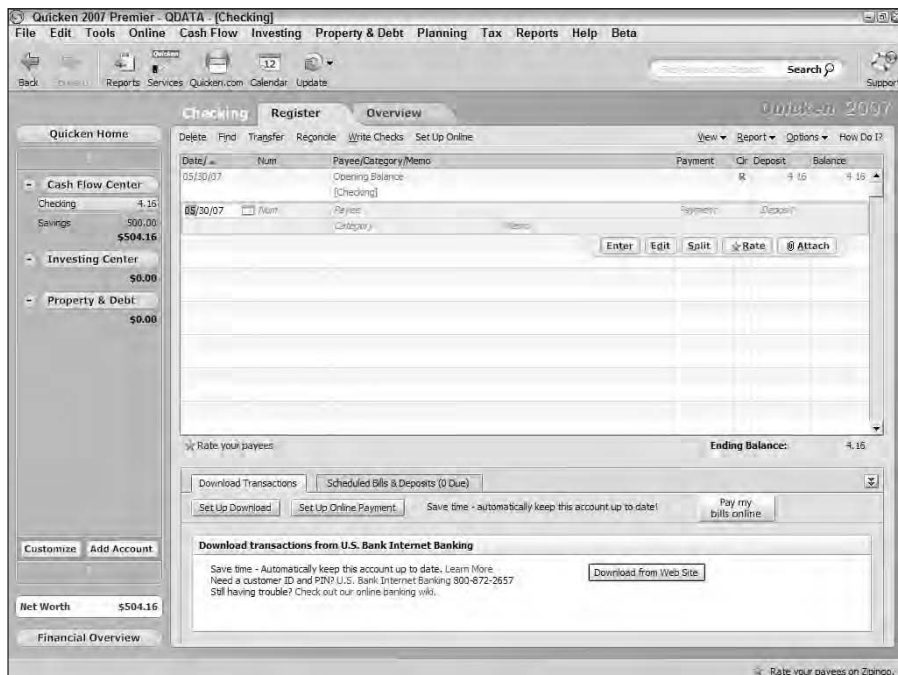 Quicken 2007 Premier - QDATA - [Checking]
File Edit Tools Online Cash Flow Investing Property & Debt Planning Tax Reports Help Beta
Quicken
12
Back Reports Services Quicken.com Calendar Update Search Support
Checking Register Overview Quicken 2007
Quicken Home
Delete Find Transfer Reconcile Write Checks Set Up Online View Report Options How Do I?
Date/ Num Payee/Category/Memo Payment Clr Deposit Balance
05/30/07 Opening Balance R 4 16 4 16
[Checking]
05/30/07 Num Payee Payment Deposit
Category Memo
Enter Edit Split Rate Attach
- Cash Flow Center
Checking 4.16
Savings 500.00
$504.16
- Investing Center
$0.00
- Property & Debt
$0.00
Rate your payees Ending Balance: 4.16
Download Transactions Scheduled Bills & Deposits (0 Due)
Set Up Download Set Up Online Payment Save time - automatically keep this account up to date! Pay my bills online
Download transactions from U.S. Bank Internet Banking
Save time - Automatically keep this account up to date. Learn More
Need a customer ID and PIN? U.S. Bank Internet Banking 800-872-2657
Still having trouble? Check out our online banking wiki.
Download from Web Site
Customize Add Account
Net Worth $504.16
Financial Overview
Rate your payees on Zipingo.